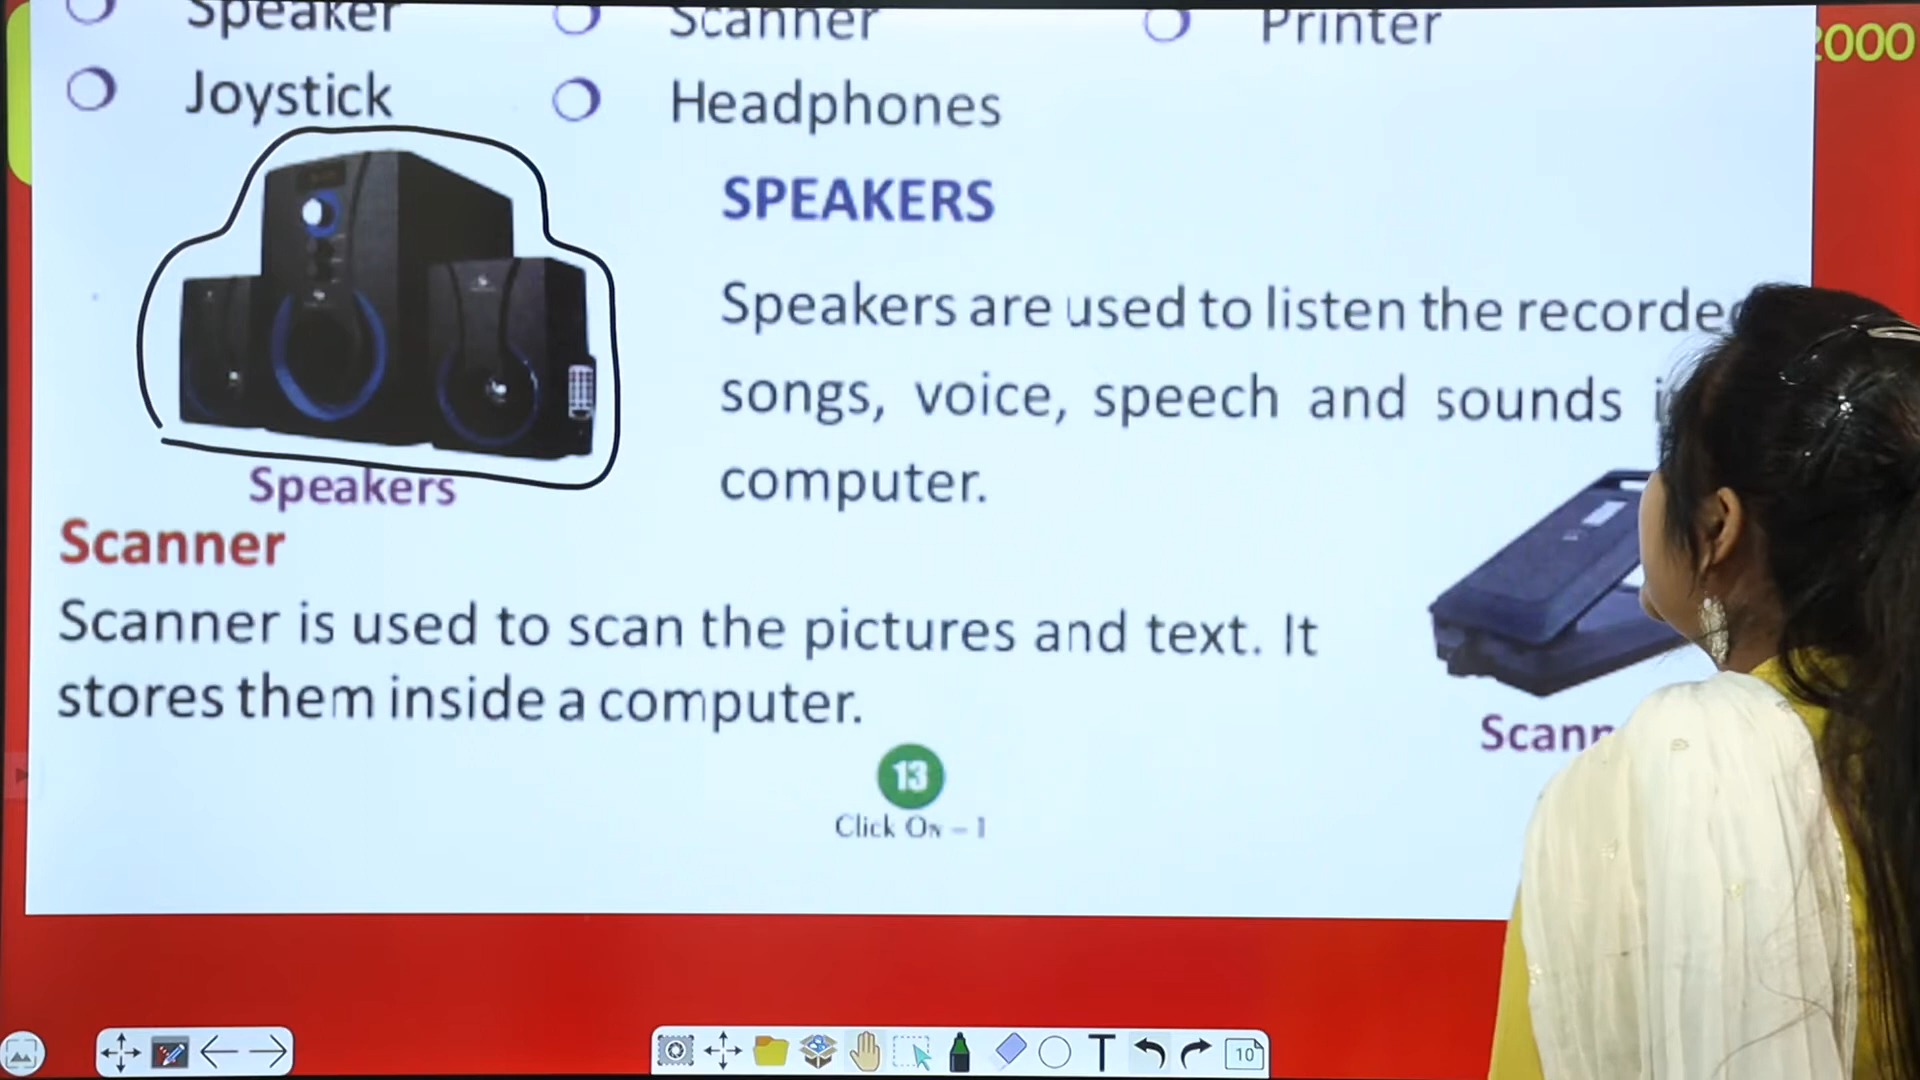 Speaker Scanner Printer
2000
Joystick Headphones
SPEAKERS
Speakers are used to listen the recorded
songs, voice, speech and sounds
computer.
Speakers
Scanner
Scanner is used to scan the pictures and text. It
stores them inside a computer.
Scann
13
Click On – 1
T 10